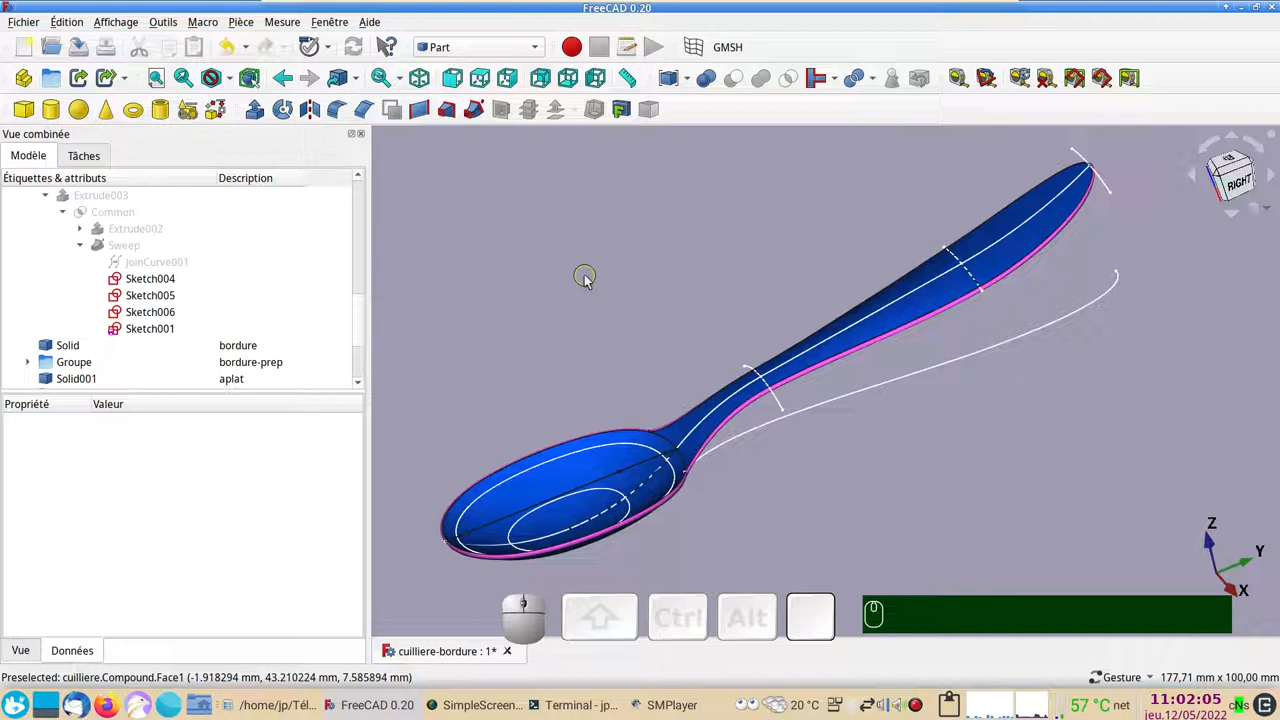 FreeCAD 0.20
Fichier Édition Affichage Outils Macro Pièce Mesure Fenêtre Aide
Part
GMSH
Vue combinée
Modèle Tâches
Étiquettes & attributs Description
Extrude003
Common
Extrude002
Sweep
JoinCurve001
Sketch004
Sketch005
Sketch006
Sketch001
Solid bordure
Groupe bordure-prep
Solid001 aplat
Propriété Valeur
RIGHT
Z
Y
X
Ctrl Alt
Vue Données
cuilliere-bordure : 1*
Preselected: cuilliere.Compound.Face1 (-1.918294 mm, 43.210224 mm, 7.585894 mm)
Gesture 177,71 mm x 100,00 mm
/home/jp/Tél... FreeCAD 0.20 SimpleScreen... Terminal - jp... SMPlayer
20 °C
57 °C net
11:02:05
jeu.12/05/2022
cNs